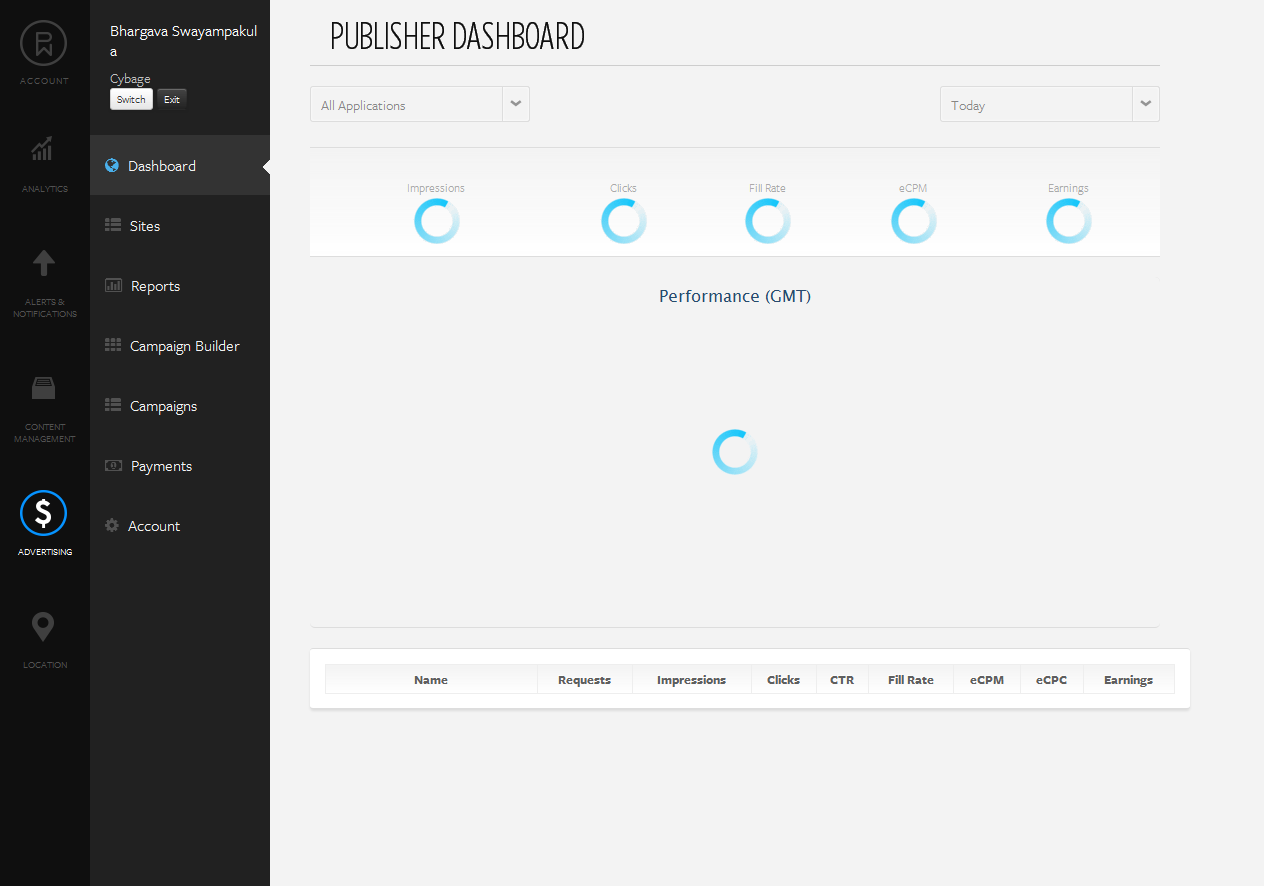 ACCOUNT
ANALYTICS
ALERTS &
NOTIFICATIONS
CONTENT
MANAGEMENT
$
ADVERTISING
LOCATION
Bhargava Swayampakul
a
Cybage
Switch Exit
Dashboard
Sites
Reports
Campaign Builder
Campaigns
Payments
Account
PUBLISHER DASHBOARD
All Applications Today
Impressions Clicks Fill Rate eCPM Earnings
Performance (GMT)
Name Requests Impressions Clicks CTR Fill Rate eCPM eCPC Earnings